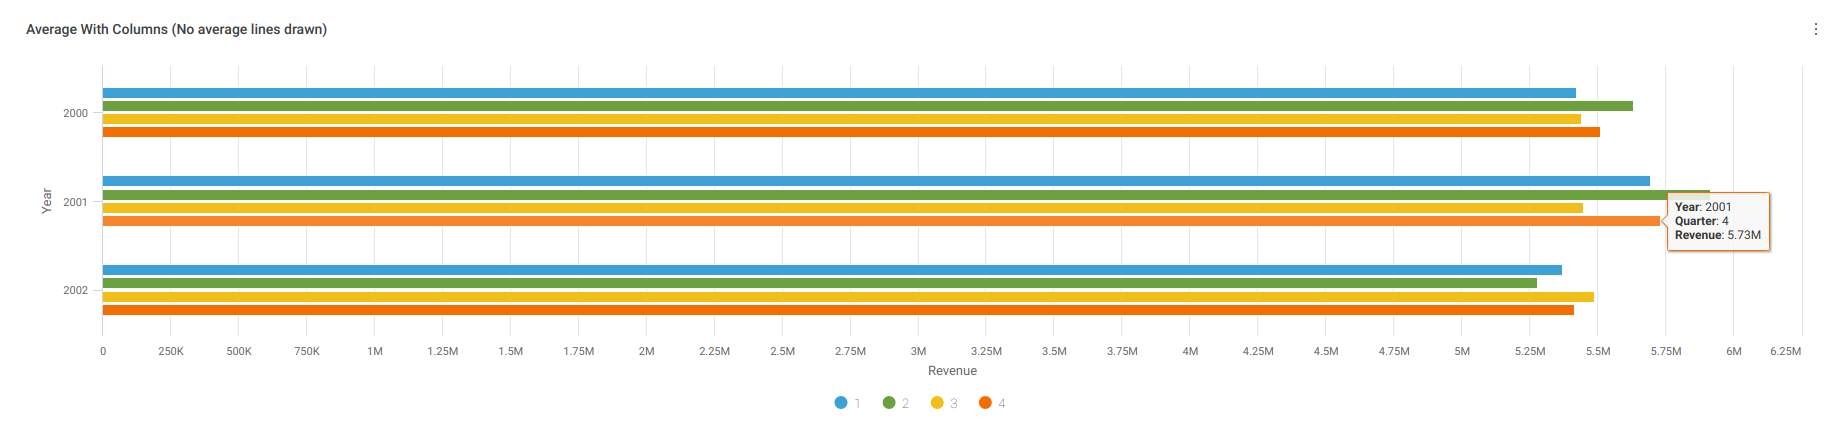 Average With Columns (No average lines drawn)
2000
Year
2001
Year: 2001
Quarter: 4
Revenue: 5.73M
2002
0 250K 500K 750K 1M 1.25M 1.5M 1.75M 2M 2.25M 2.5M 2.75M 3M 3.25M 3.5M 3.75M 4M 4.25M 4.5M 4.75M 5M 5.25M 5.5M 5.75M 6M 6.25M
Revenue
1 2 3 4